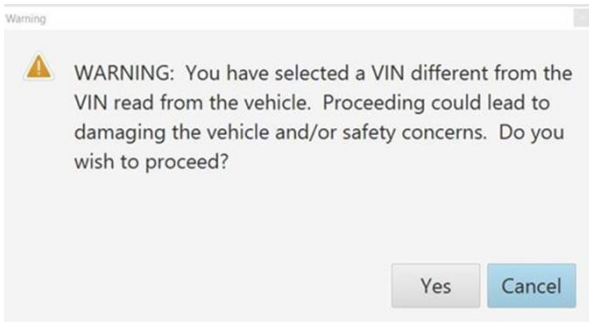 Warning
WARNING: You have selected a VIN different from the
VIN read from the vehicle. Proceeding could lead to
damaging the vehicle and/or safety concerns. Do you
wish to proceed?
Yes
Cancel